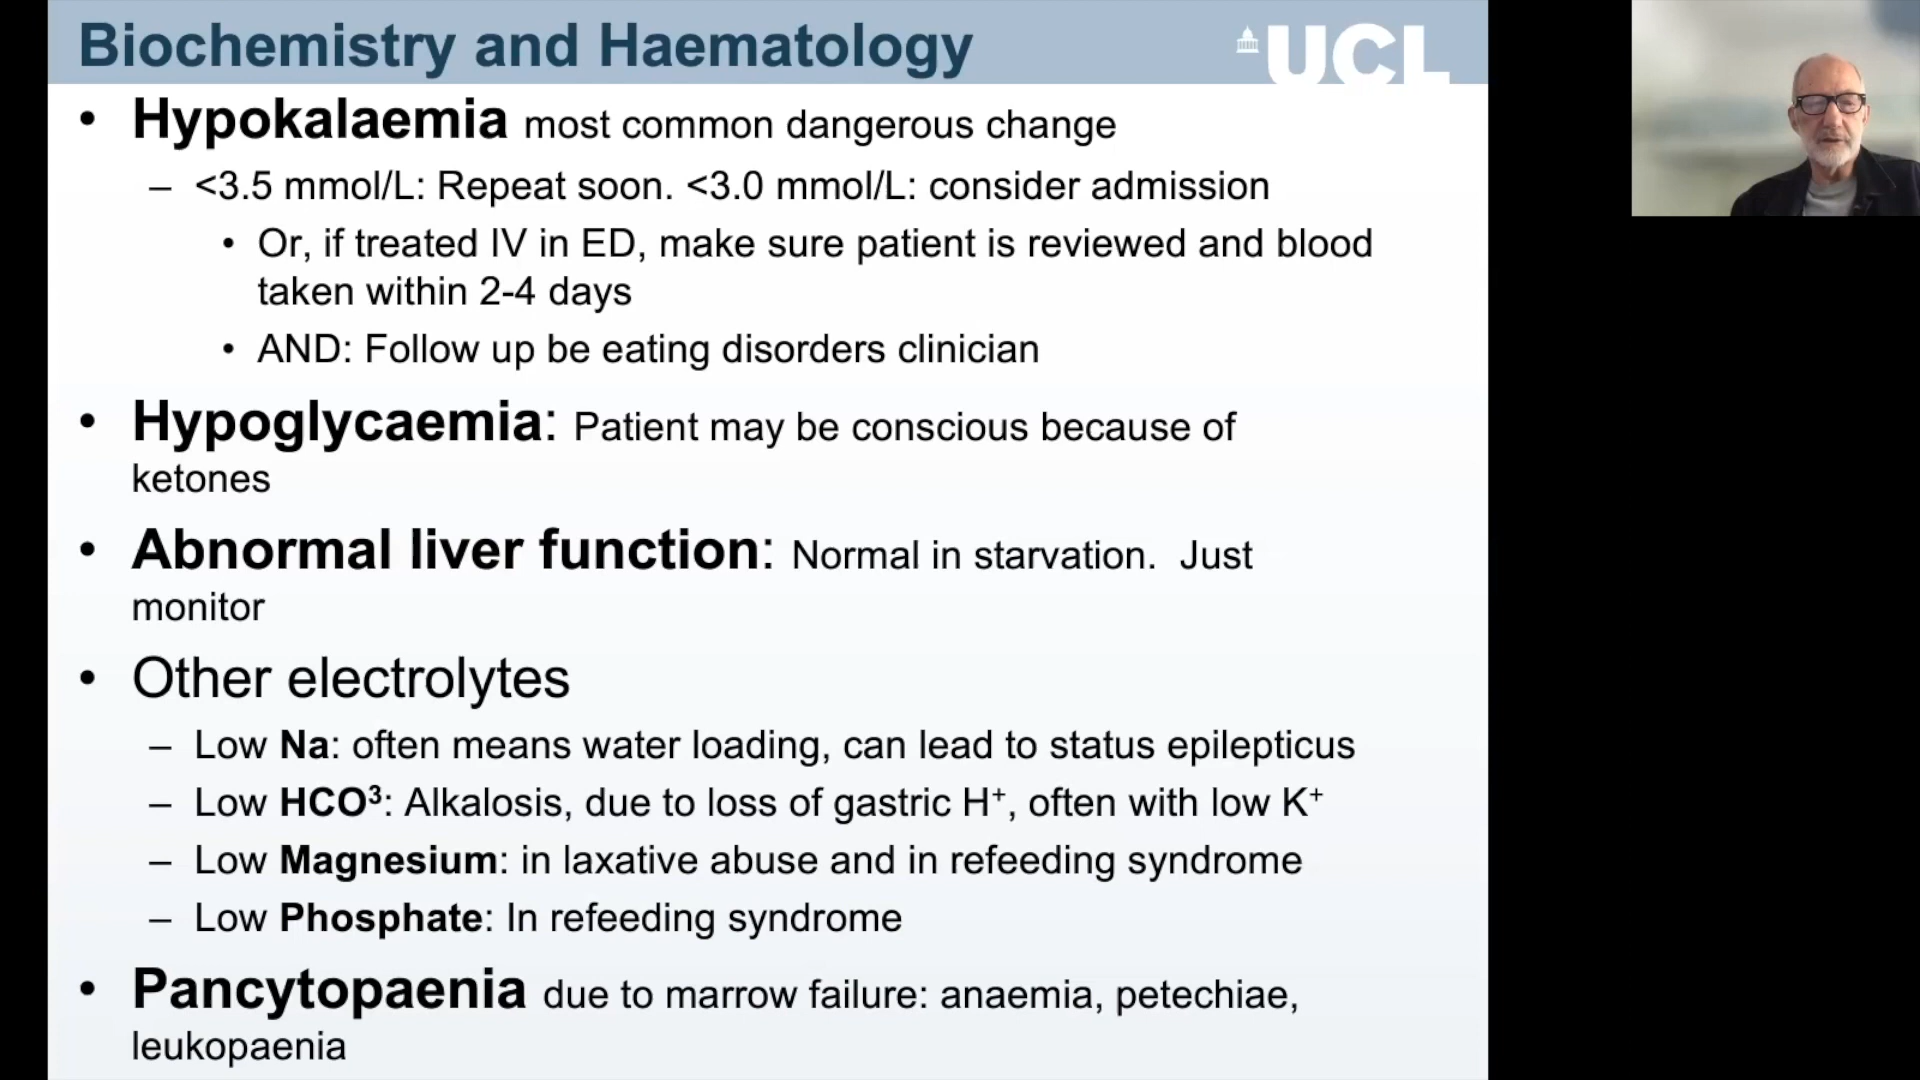 Biochemistry and Haematology
UCL
• Hypokalaemia most common dangerous change
– <3.5 mmol/L: Repeat soon. <3.0 mmol/L: consider admission
• Or, if treated IV in ED, make sure patient is reviewed and blood
taken within 2-4 days
• AND: Follow up be eating disorders clinician
• Hypoglycaemia: Patient may be conscious because of
ketones
• Abnormal liver function: Normal in starvation. Just
monitor
• Other electrolytes
– Low Na: often means water loading, can lead to status epilepticus
– Low HCO³: Alkalosis, due to loss of gastric H⁺, often with low K⁺
– Low Magnesium: in laxative abuse and in refeeding syndrome
– Low Phosphate: In refeeding syndrome
• Pancytopaenia due to marrow failure: anaemia, petechiae,
leukopaenia